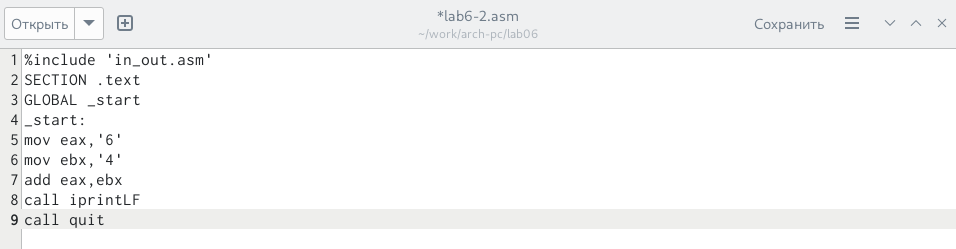 Открыть
*lab6-2.asm
~/work/arch-pc/lab06
Сохранить
1 %include 'in_out.asm'
2 SECTION .text
3 GLOBAL _start
4 _start:
5 mov eax,'6'
6 mov ebx,'4'
7 add eax,ebx
8 call iprintLF
9 call quit